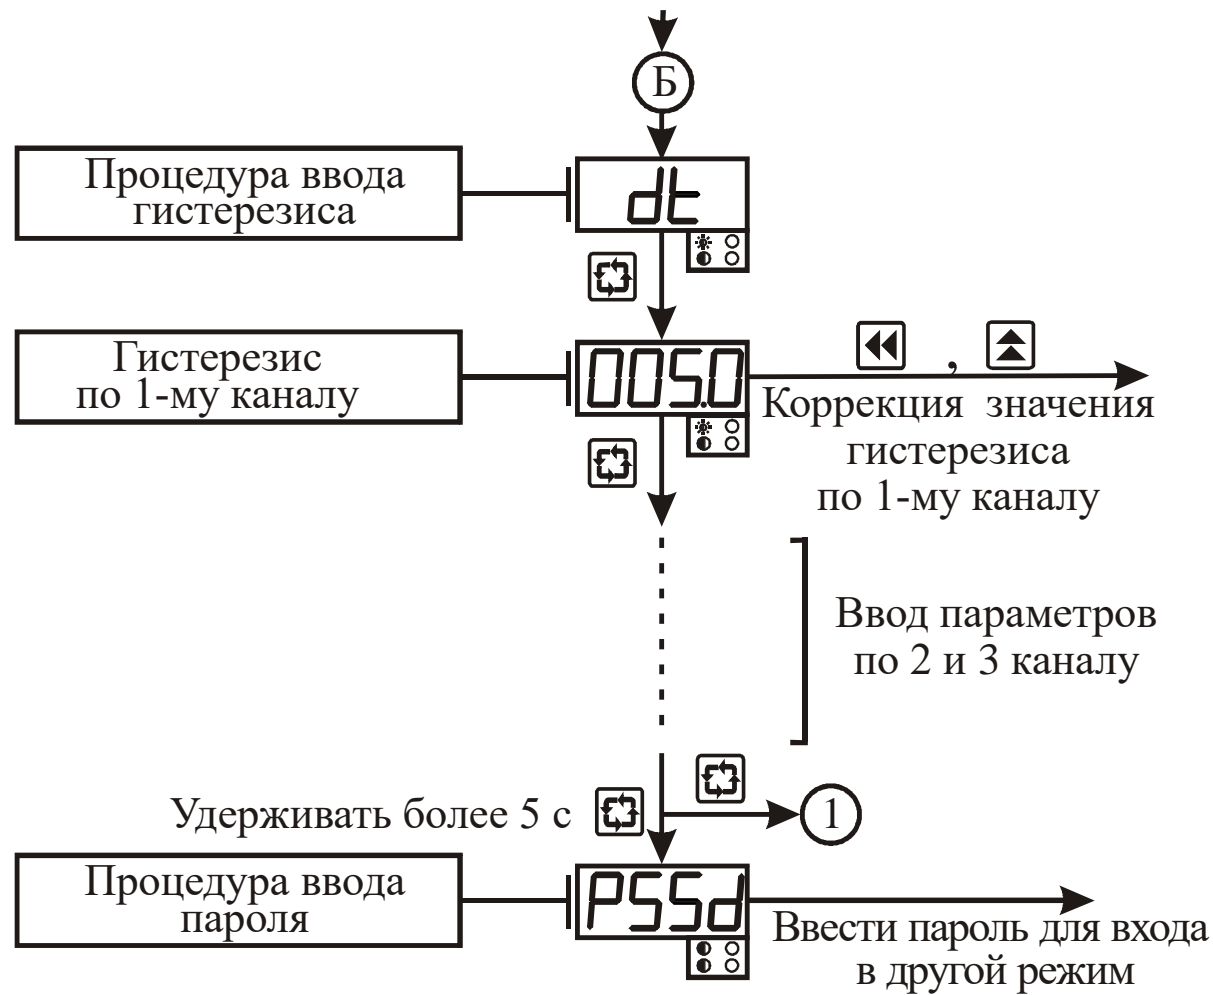 Б
Процедура ввода
гистерезиса
dt
Гистерезис
по 1-му каналу
005.0
,
Коррекция значения
гистерезиса
по 1-му каналу
Ввод параметров
по 2 и 3 каналу
Удерживать более 5 с
1
Процедура ввода
пароля
PSSd
Ввести пароль для входа
в другой режим